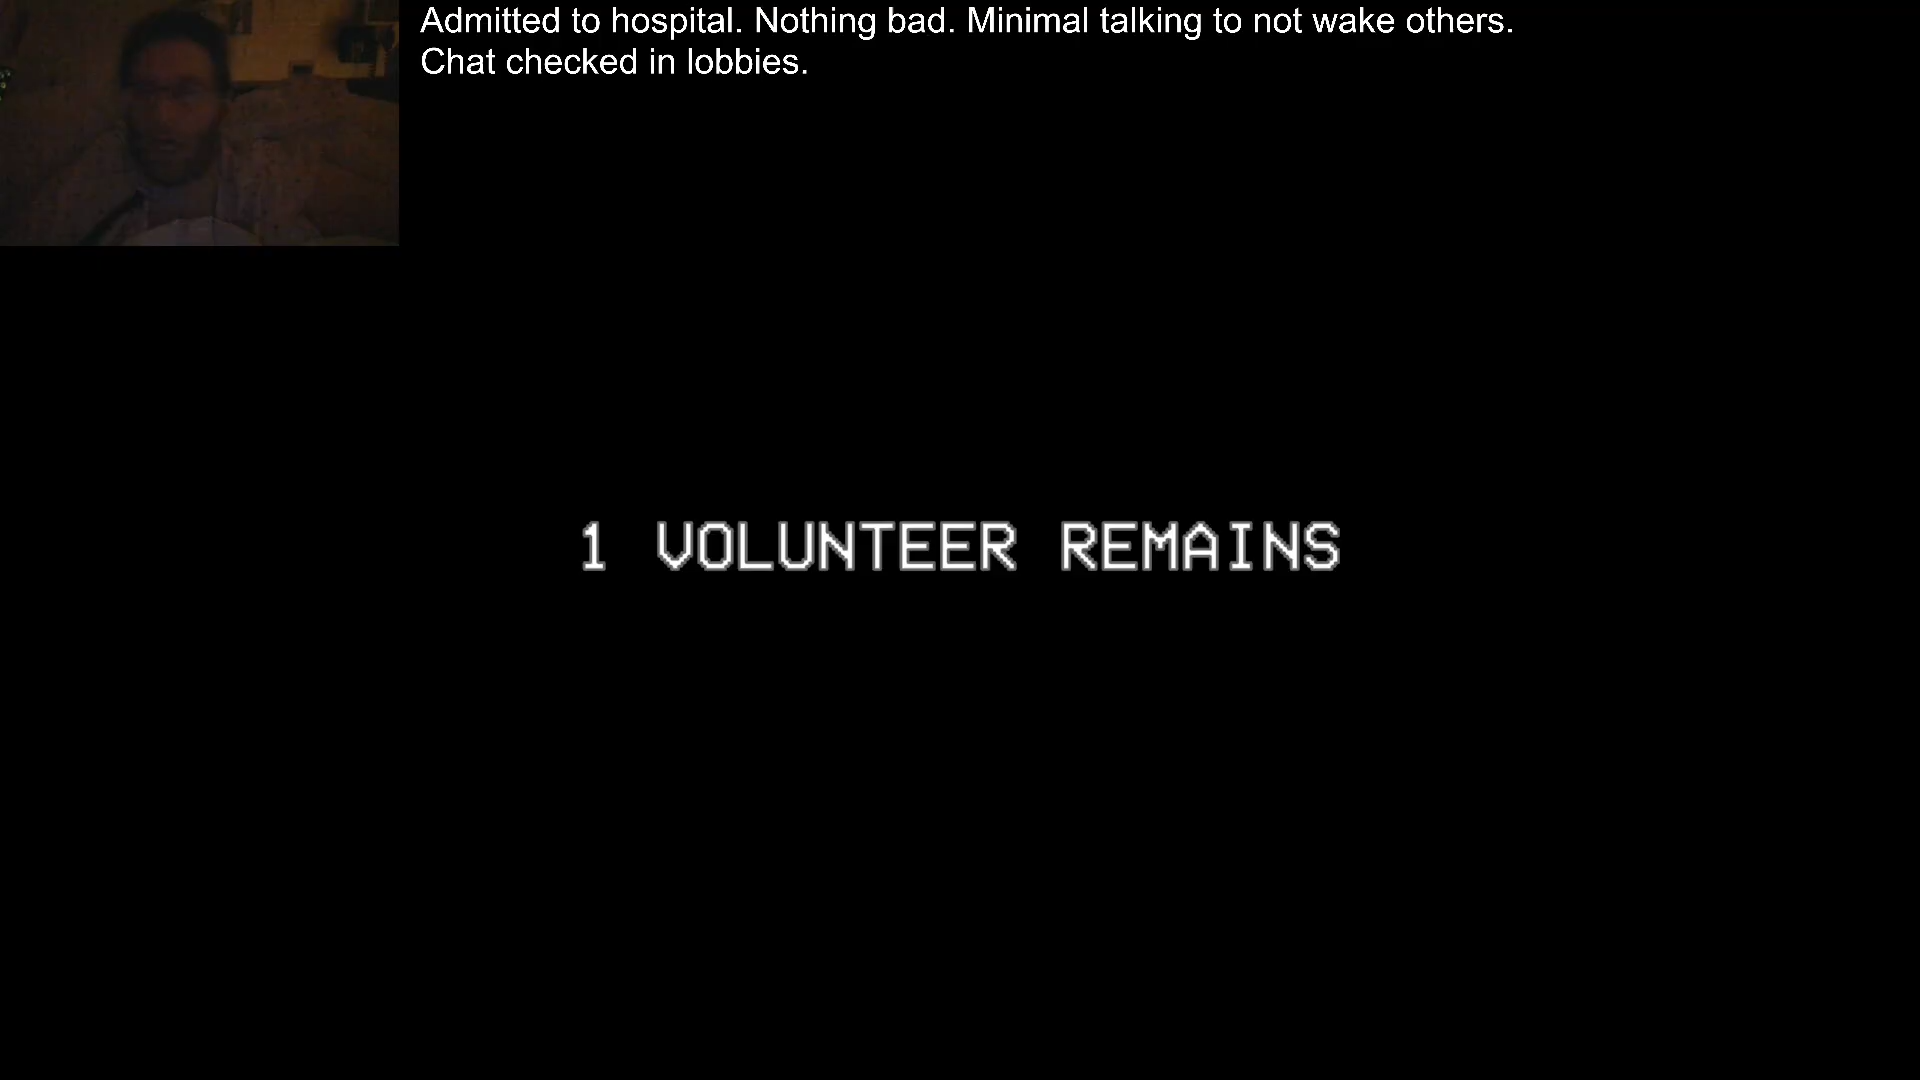 Admitted to hospital. Nothing bad. Minimal talking to not wake others.
Chat checked in lobbies.
1 VOLUNTEER REMAINS